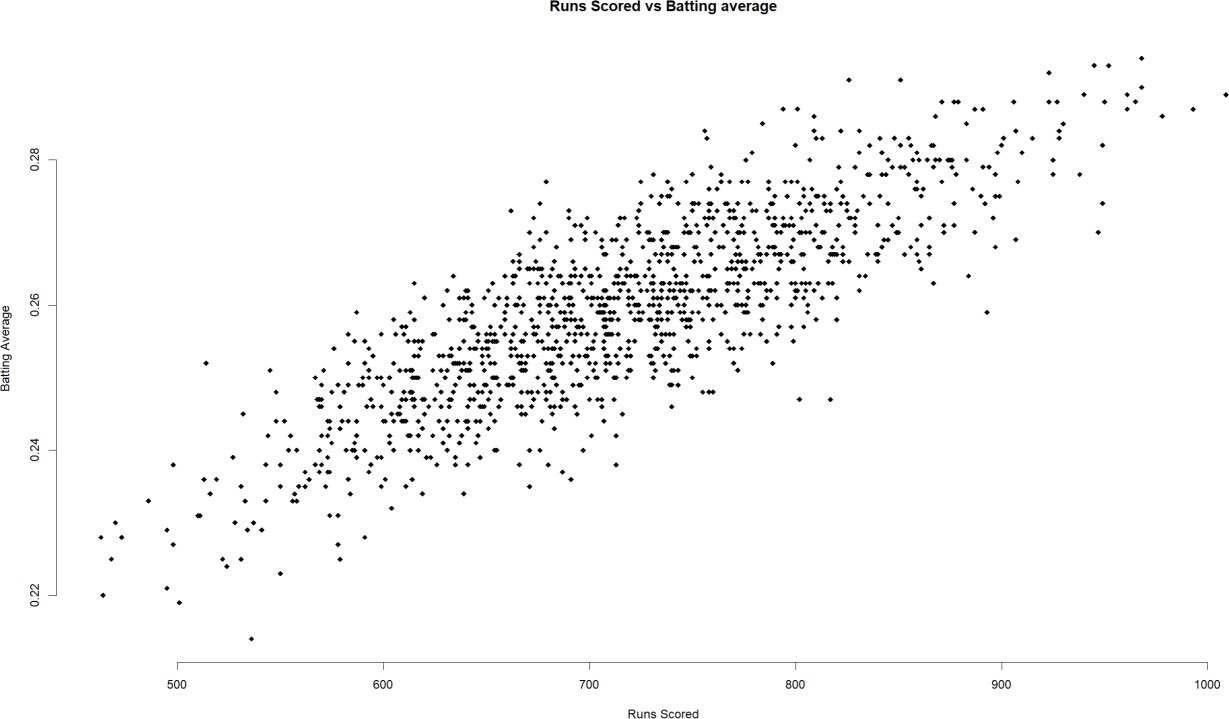 Runs Scored vs Batting average
Batting Average
0.28
0.26
0.24
0.22
500 600 700 800 900 1000
Runs Scored